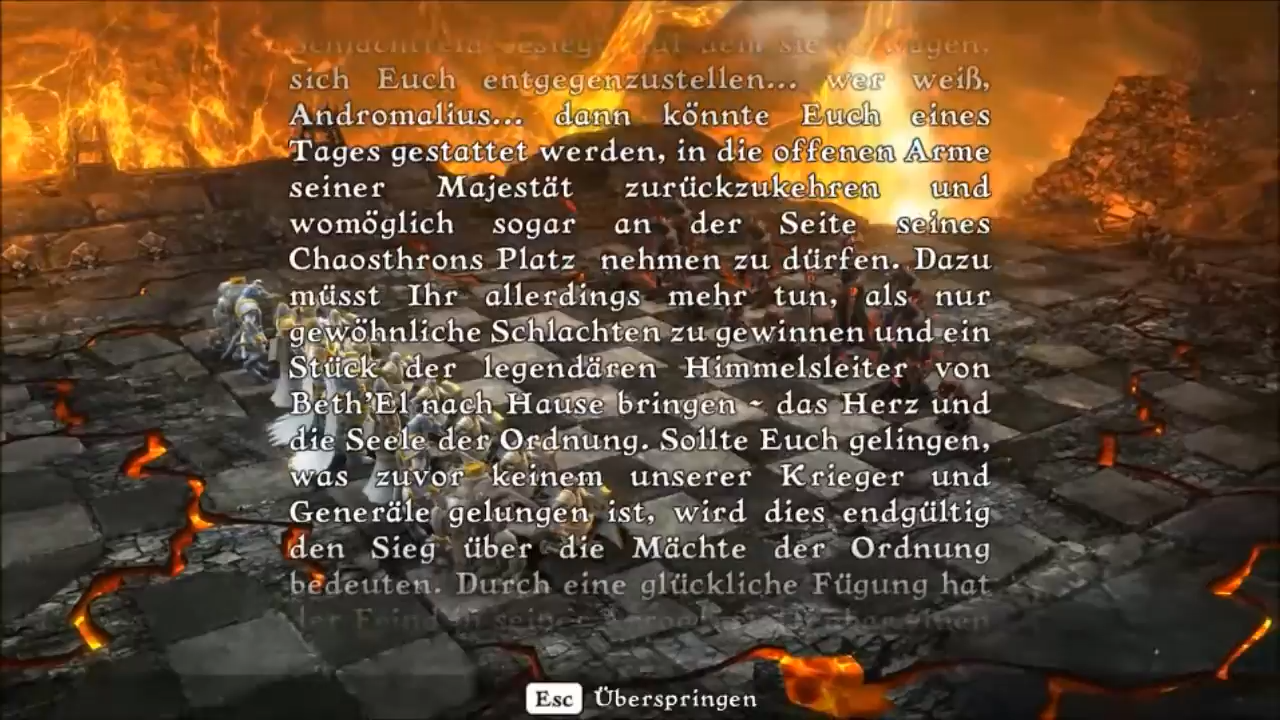 sich Euch entgegenzustellen... wer weiß,
Andromalius... dann könnte Euch eines
Tages gestattet werden, in die offenen Arme
seiner Majestät zurückzukehren und
womöglich sogar an der Seite seines
Chaosthrons Platz nehmen zu dürfen. Dazu
müsst Ihr allerdings mehr tun, als nur
gewöhnliche Schlachten zu gewinnen und ein
Stück der legendären Himmelsleiter von
Beth'El nach Hause bringen - das Herz und
die Seele der Ordnung. Sollte Euch gelingen,
was zuvor keinem unserer Krieger und
Generäle gelungen ist, wird dies endgültig
den Sieg über die Mächte der Ordnung
bedeuten. Durch eine glückliche Fügung hat
Esc Überspringen